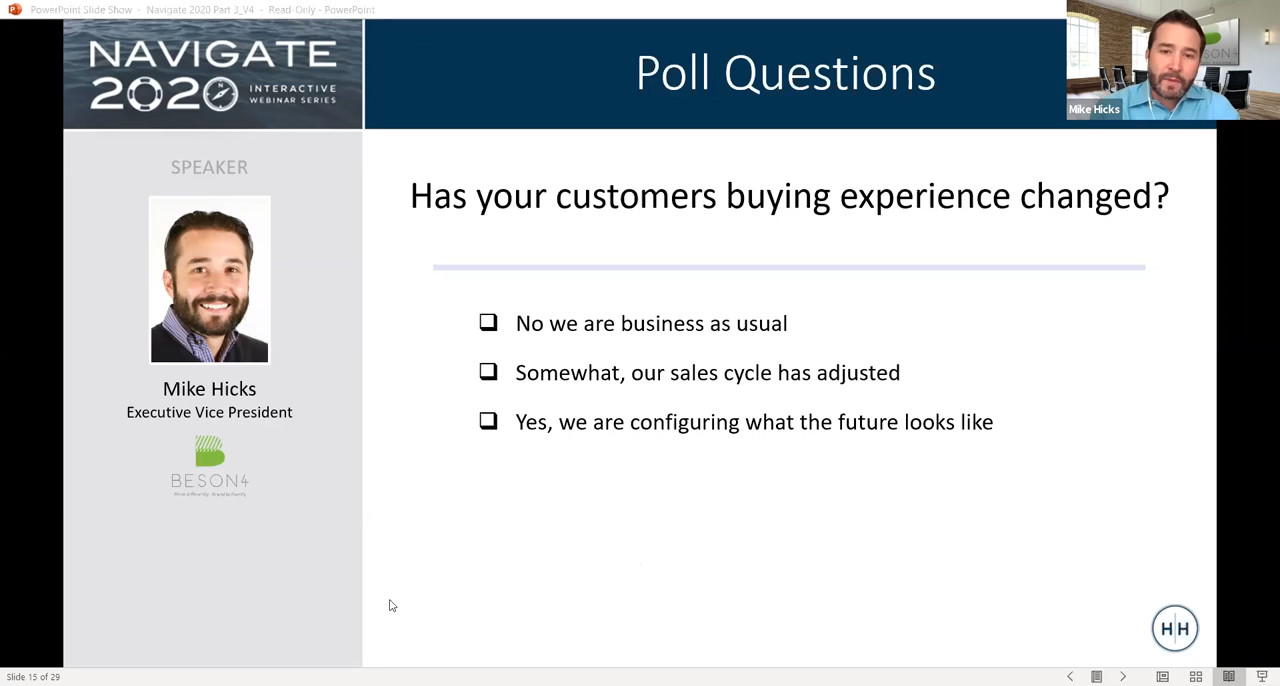 PowerPoint Slide Show - Navigate 2020 Part 3_V4 - Read-Only - PowerPoint
NAVIGATE
2020 INTERACTIVE
WEBINAR SERIES
Poll Questions
BESON4
Mike Hicks
SPEAKER
Mike Hicks
Executive Vice President
BESON4
Has your customers buying experience changed?
No we are business as usual
Somewhat, our sales cycle has adjusted
Yes, we are configuring what the future looks like
H|H
Slide 15 of 29